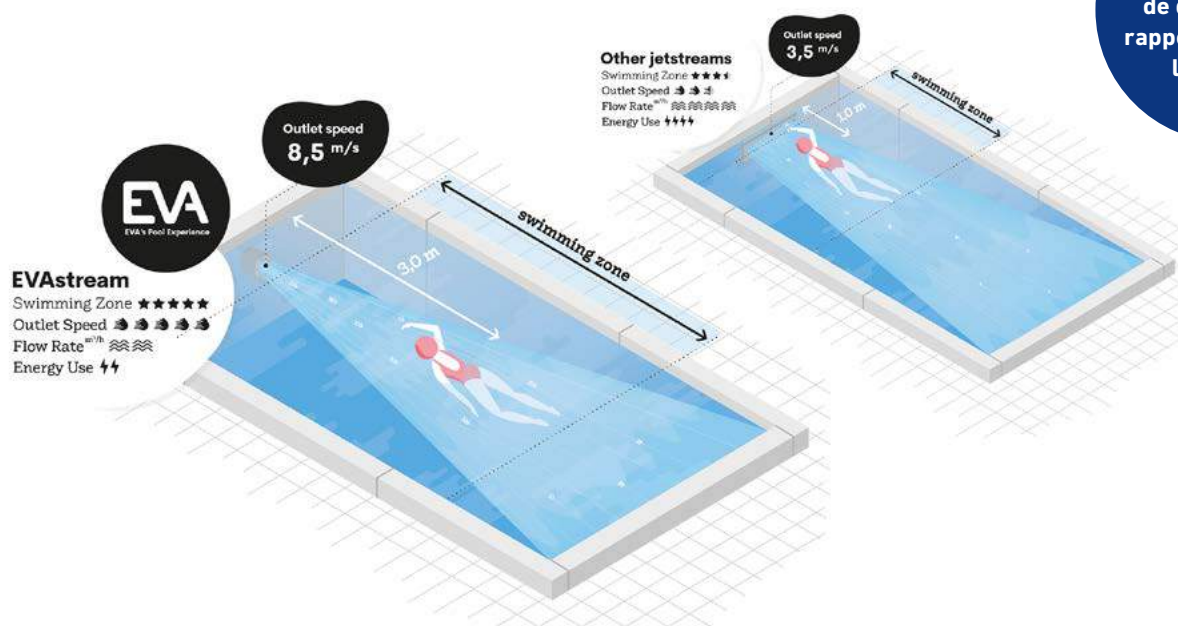 de
rappe
Outlet speed
3,5 m/s
Other jetstreams
Swimming Zone
Outlet Speed
Flow Rate m³/h
Energy Use
swimming zone
1.0 m
Outlet speed
8,5 m/s
EVA
EVA's Pool Experience
EVAstream
Swimming Zone
Outlet Speed
Flow Rate m³/h
Energy Use
swimming zone
3,0 m